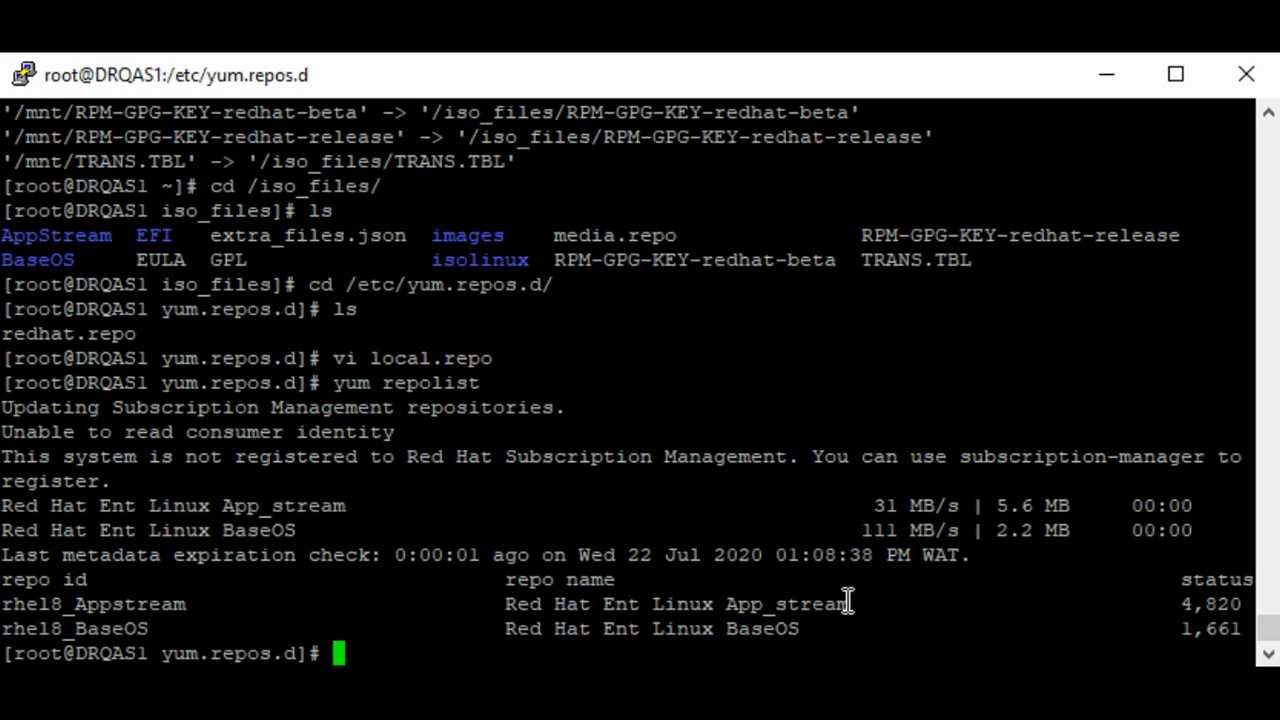 root@DRQAS1:/etc/yum.repos.d
'/mnt/RPM-GPG-KEY-redhat-beta' -> '/iso_files/RPM-GPG-KEY-redhat-beta'
'/mnt/RPM-GPG-KEY-redhat-release' -> '/iso_files/RPM-GPG-KEY-redhat-release'
'/mnt/TRANS.TBL' -> '/iso_files/TRANS.TBL'
[root@DRQAS1 ~]# cd /iso_files/
[root@DRQAS1 iso_files]# ls
AppStream  EFI   extra_files.json  images    media.repo               RPM-GPG-KEY-redhat-release
BaseOS     EULA  GPL               isolinux  RPM-GPG-KEY-redhat-beta  TRANS.TBL
[root@DRQAS1 iso_files]# cd /etc/yum.repos.d/
[root@DRQAS1 yum.repos.d]# ls
redhat.repo
[root@DRQAS1 yum.repos.d]# vi local.repo
[root@DRQAS1 yum.repos.d]# yum repolist
Updating Subscription Management repositories.
Unable to read consumer identity
This system is not registered to Red Hat Subscription Management. You can use subscription-manager to
register.
Red Hat Ent Linux App_stream                                           31 MB/s | 5.6 MB     00:00
Red Hat Ent Linux BaseOS                                              111 MB/s | 2.2 MB     00:00
Last metadata expiration check: 0:00:01 ago on Wed 22 Jul 2020 01:08:38 PM WAT.
repo id                                  repo name                                              status
rhel8_Appstream                          Red Hat Ent Linux App_stream                           4,820
rhel8_BaseOS                             Red Hat Ent Linux BaseOS                               1,661
[root@DRQAS1 yum.repos.d]#